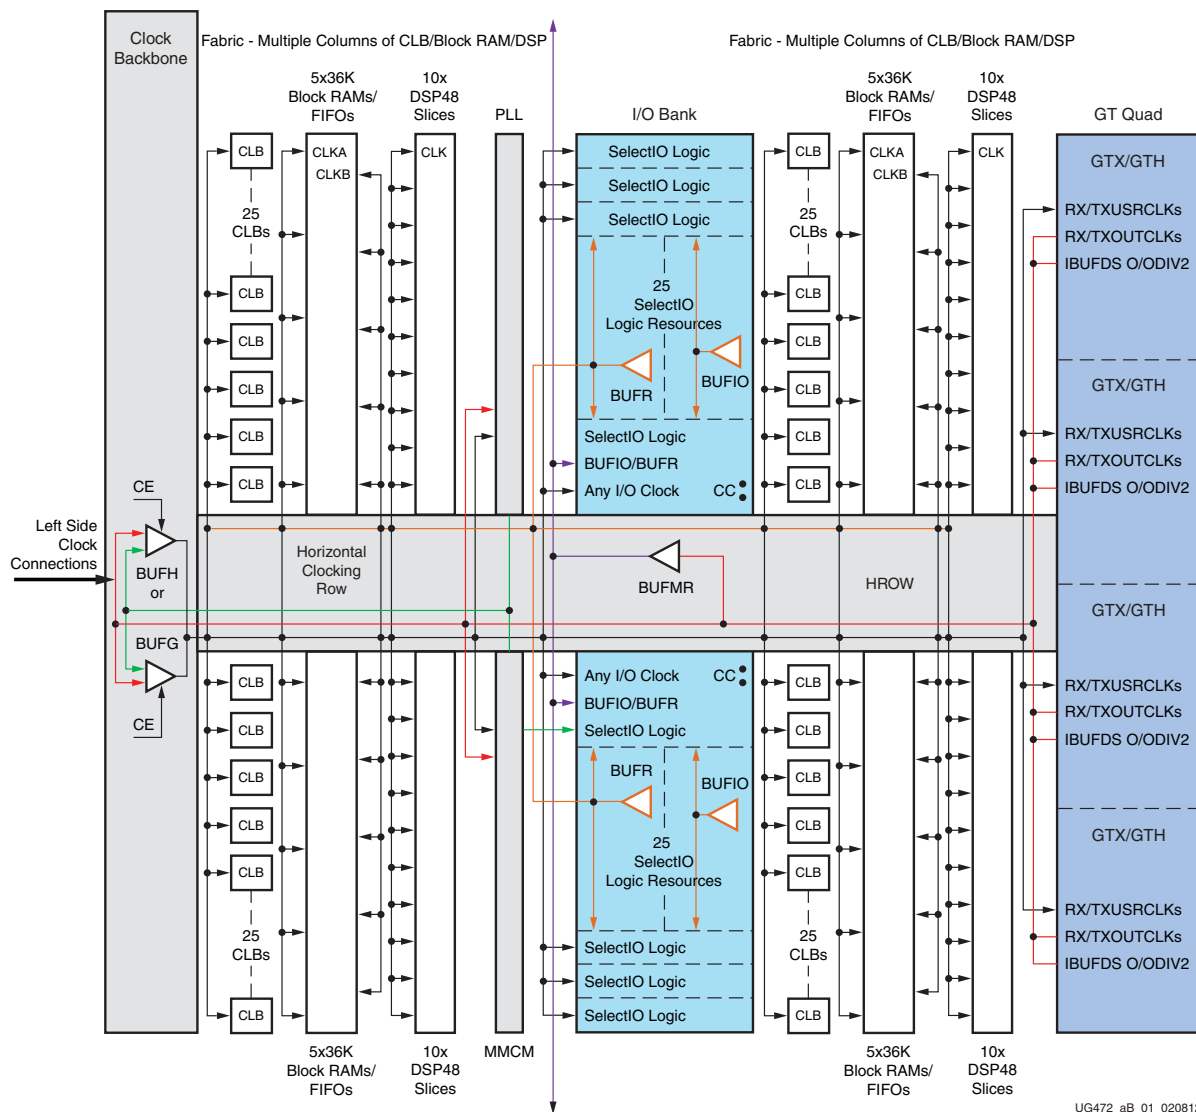 Clock
Backbone
Fabric - Multiple Columns of CLB/Block RAM/DSP
Fabric - Multiple Columns of CLB/Block RAM/DSP
5x36K
Block RAMs/
FIFOs
10x
DSP48
Slices
PLL
I/O Bank
5x36K
Block RAMs/
FIFOs
10x
DSP48
Slices
GT Quad
CLB
25
CLBs
CLB
CLB
CLB
CLB
CLB
CLKA
CLKB
CLK
SelectIO Logic
SelectIO Logic
SelectIO Logic
25
SelectIO
Logic Resources
BUFR
BUFIO
SelectIO Logic
BUFIO/BUFR
Any I/O Clock
CC
CLB
25
CLBs
CLB
CLB
CLB
CLB
CLB
CLKA
CLKB
CLK
GTX/GTH
RX/TXUSRCLKs
RX/TXOUTCLKs
IBUFDS O/ODIV2
GTX/GTH
RX/TXUSRCLKs
RX/TXOUTCLKs
IBUFDS O/ODIV2
CE
Left Side
Clock
Connections
BUFH
or
BUFG
CE
Horizontal
Clocking
Row
BUFMR
HROW
CLB
CLB
CLB
CLB
CLB
25
CLBs
CLB
Any I/O Clock
CC
BUFIO/BUFR
SelectIO Logic
BUFR
BUFIO
25
SelectIO
Logic Resources
SelectIO Logic
SelectIO Logic
SelectIO Logic
CLB
CLB
CLB
CLB
CLB
25
CLBs
CLB
GTX/GTH
RX/TXUSRCLKs
RX/TXOUTCLKs
IBUFDS O/ODIV2
GTX/GTH
RX/TXUSRCLKs
RX/TXOUTCLKs
IBUFDS O/ODIV2
5x36K
Block RAMs/
FIFOs
10x
DSP48
Slices
MMCM
5x36K
Block RAMs/
FIFOs
10x
DSP48
Slices
UG472_aB_01_020812